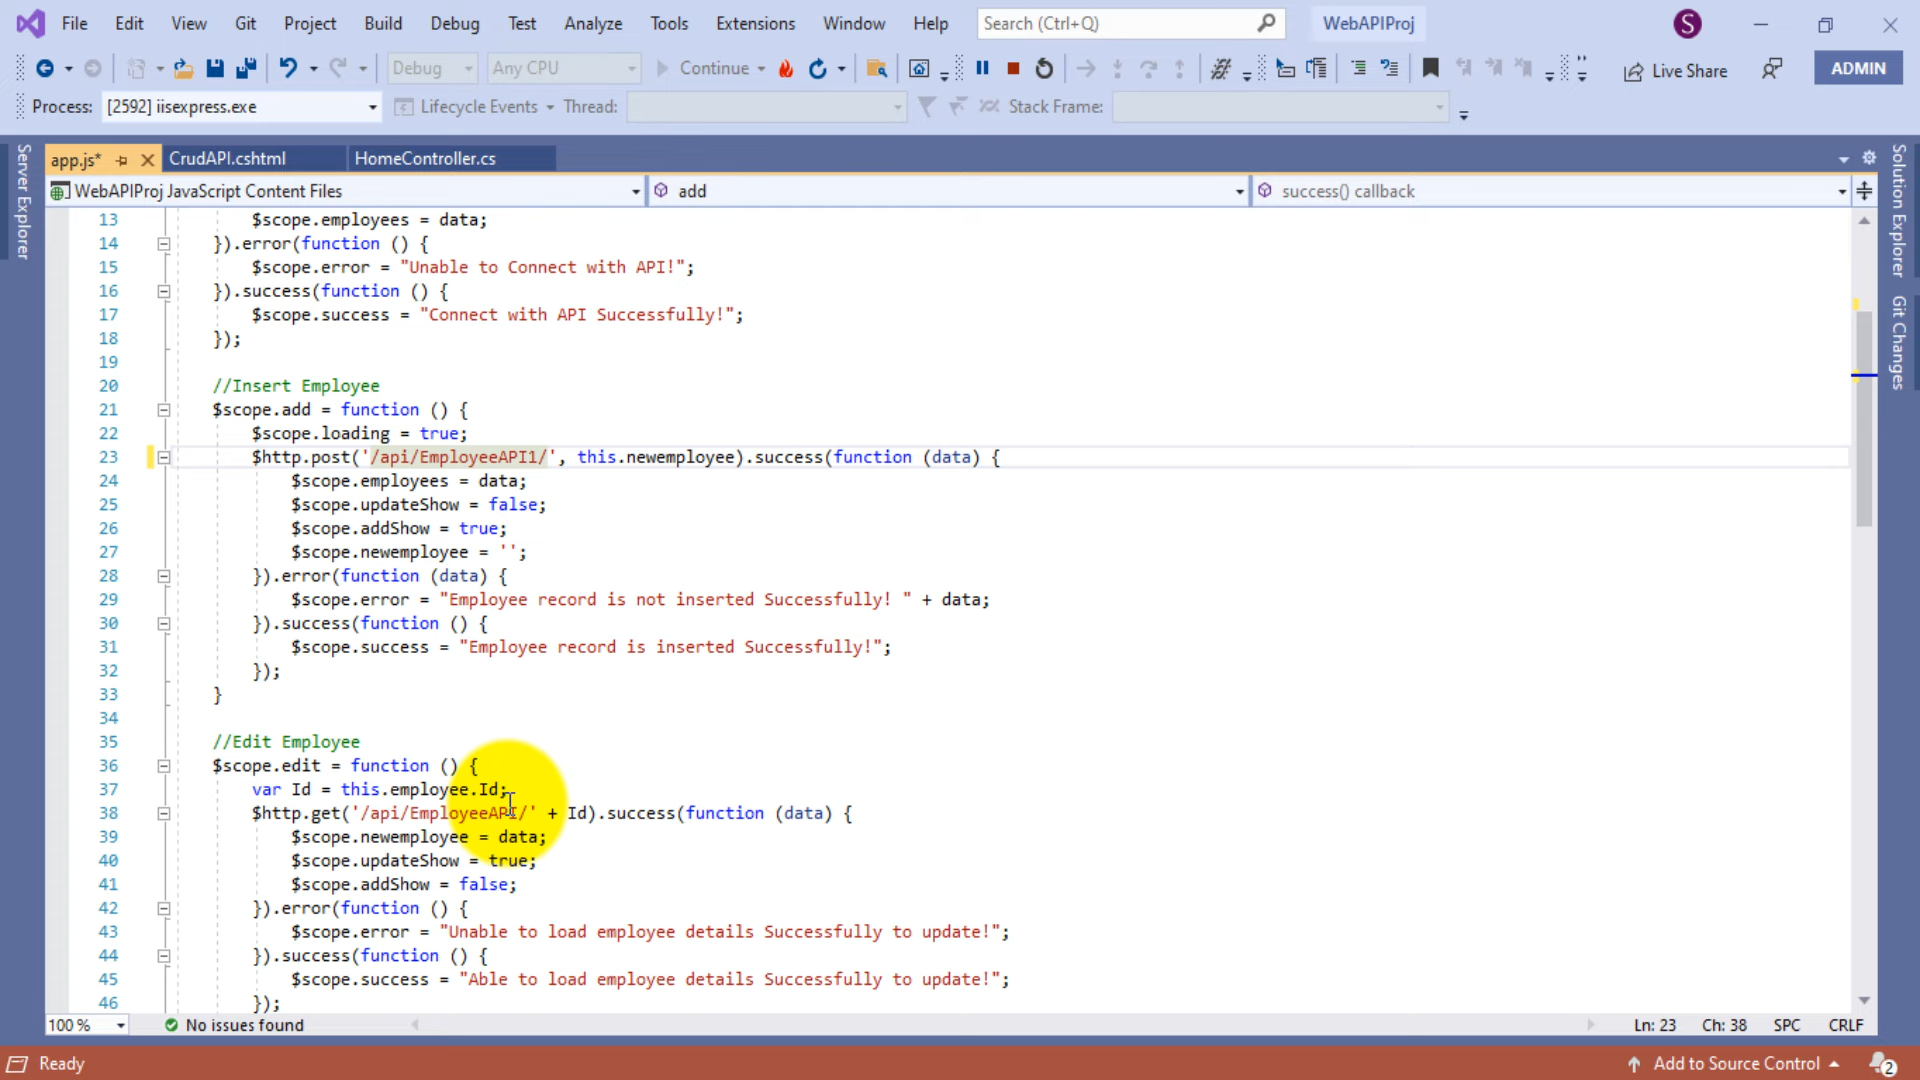 File Edit View Git Project Build Debug Test Analyze Tools Extensions Window Help Search (Ctrl+Q) WebAPIProj S
Debug Any CPU Continue Live Share ADMIN
Process: [2592] iisexpress.exe Lifecycle Events Thread: Stack Frame:
Server Explorer
Solution Explorer
Git Changes
app.js* CrudAPI.cshtml HomeController.cs
WebAPIProj JavaScript Content Files add success() callback
13 $scope.employees = data;
14 }).error(function () {
15 $scope.error = "Unable to Connect with API!";
16 }).success(function () {
17 $scope.success = "Connect with API Successfully!";
18 });
19
20 //Insert Employee
21 $scope.add = function () {
22 $scope.loading = true;
23 $http.post('/api/EmployeeAPI1/', this.newemployee).success(function (data) {
24 $scope.employees = data;
25 $scope.updateShow = false;
26 $scope.addShow = true;
27 $scope.newemployee = '';
28 }).error(function (data) {
29 $scope.error = "Employee record is not inserted Successfully! " + data;
30 }).success(function () {
31 $scope.success = "Employee record is inserted Successfully!";
32 });
33 }
34
35 //Edit Employee
36 $scope.edit = function () {
37 var Id = this.employee.Id;
38 $http.get('/api/EmployeeAPI/' + Id).success(function (data) {
39 $scope.newemployee = data;
40 $scope.updateShow = true;
41 $scope.addShow = false;
42 }).error(function () {
43 $scope.error = "Unable to load employee details Successfully to update!";
44 }).success(function () {
45 $scope.success = "Able to load employee details Successfully to update!";
46 });
100 % No issues found Ln: 23 Ch: 38 SPC CRLF
Ready Add to Source Control 2